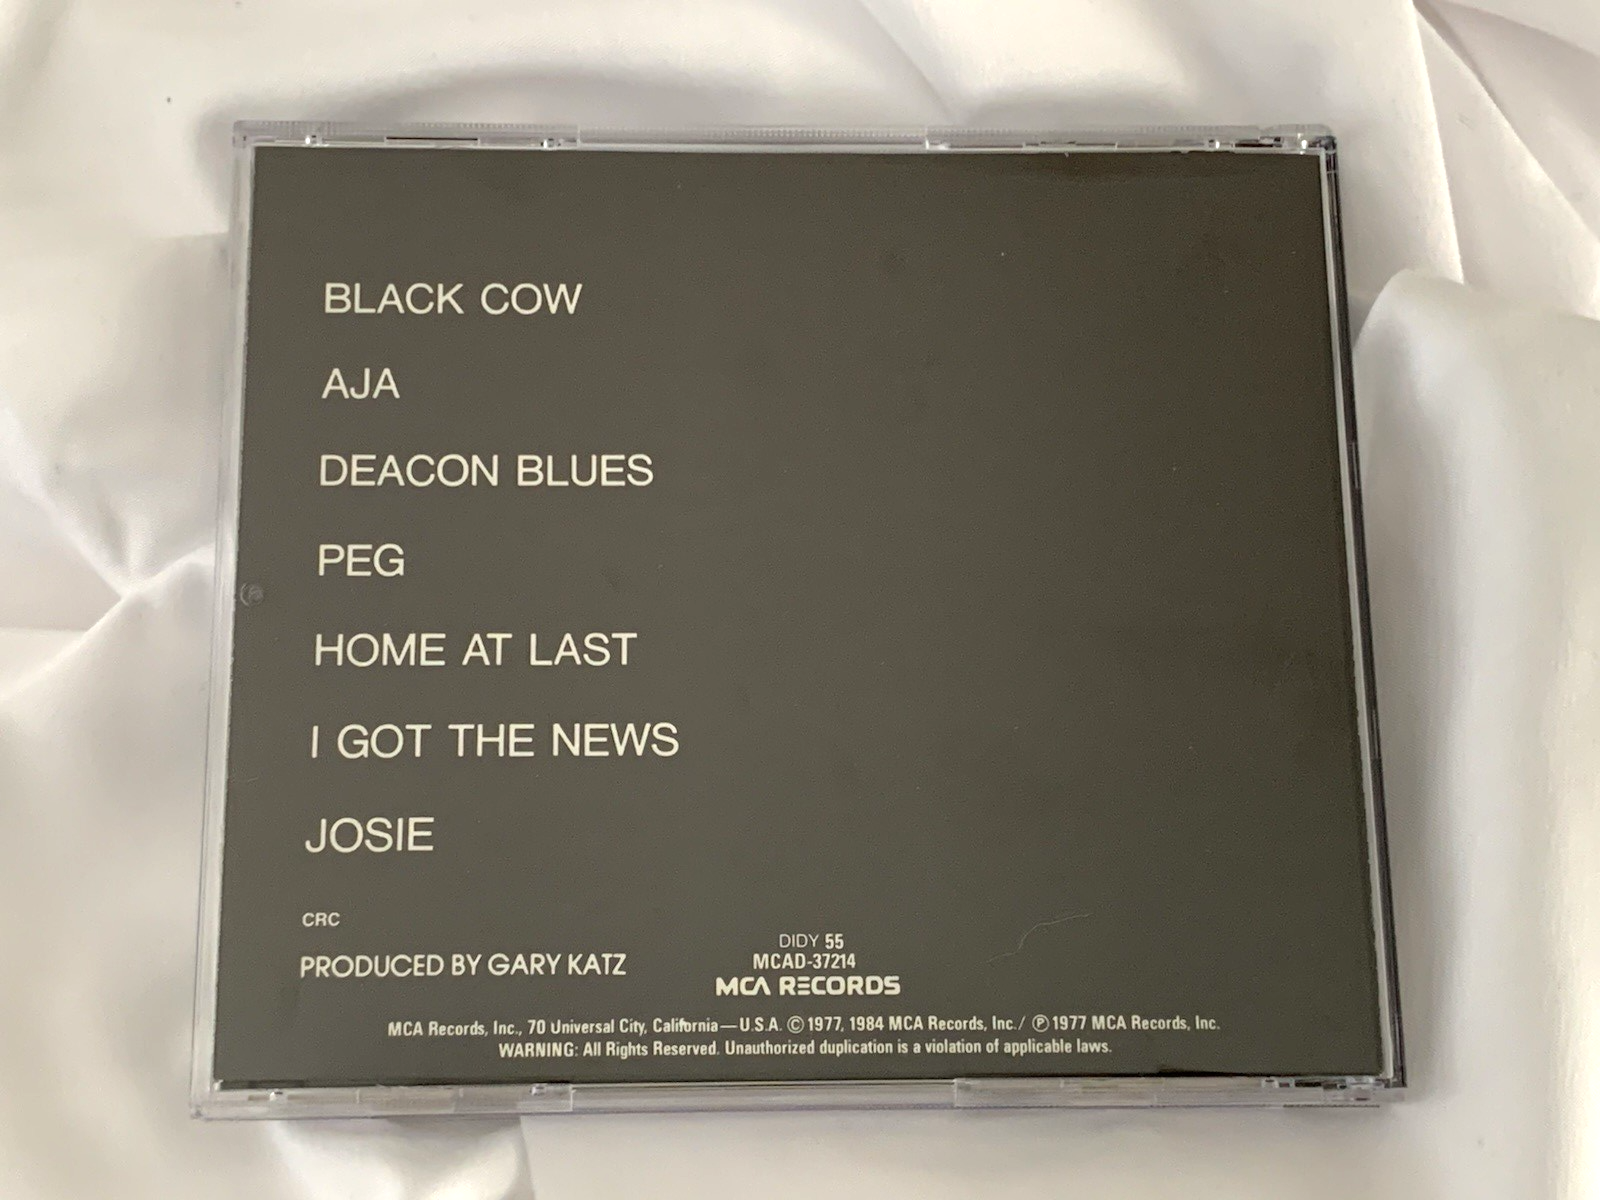 BLACK COW
AJA
DEACON BLUES
PEG
HOME AT LAST
I GOT THE NEWS
JOSIE
CRC
PRODUCED BY GARY KATZ
DIDY 55
MCAD-37214
MCA RECORDS
MCA Records, Inc., 70 Universal City, California—U.S.A. ©1977, 1984 MCA Records, Inc./ ℗1977 MCA Records, Inc.
WARNING: All Rights Reserved. Unauthorized duplication is a violation of applicable laws.